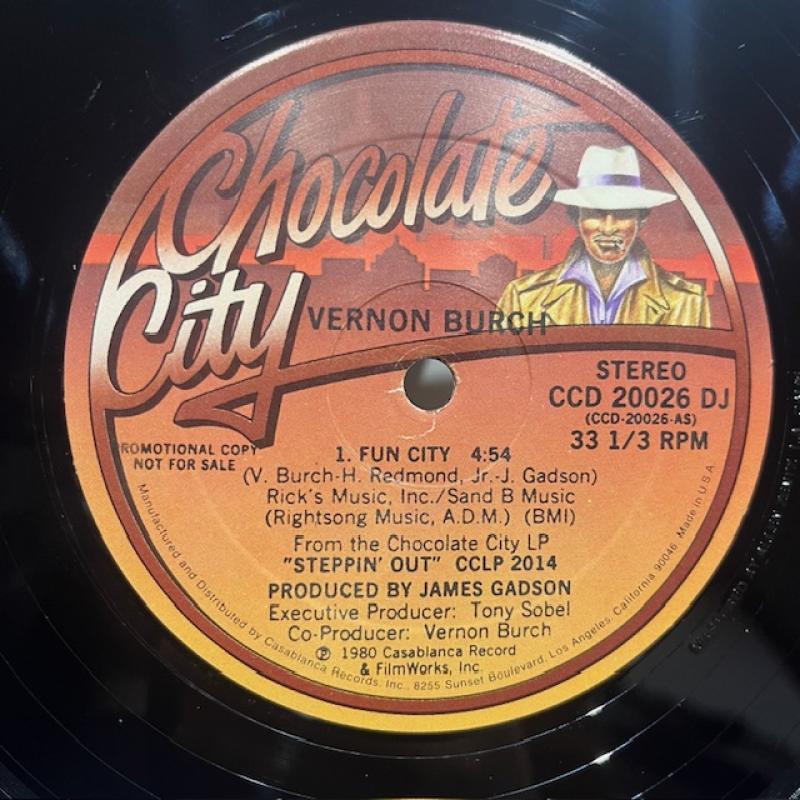 Chocolate
City
VERNON BURCH
STEREO
CCD 20026 DJ
(CCD-20026-AS)
33 1/3 RPM
PROMOTIONAL COPY
NOT FOR SALE
1. FUN CITY 4:54
(V. Burch-H. Redmond, Jr.-J. Gadson)
Rick's Music, Inc./Sand B Music
(Rightsong Music, A.D.M.) (BMI)
From the Chocolate City LP
"STEPPIN' OUT" CCLP 2014
PRODUCED BY JAMES GADSON
Executive Producer: Tony Sobel
Co-Producer: Vernon Burch
℗ 1980 Casablanca Record
& FilmWorks, Inc.
Manufactured and Distributed by Casablanca Records, Inc., 8255 Sunset Boulevard, Los Angeles, California 90046 Made in U.S.A.